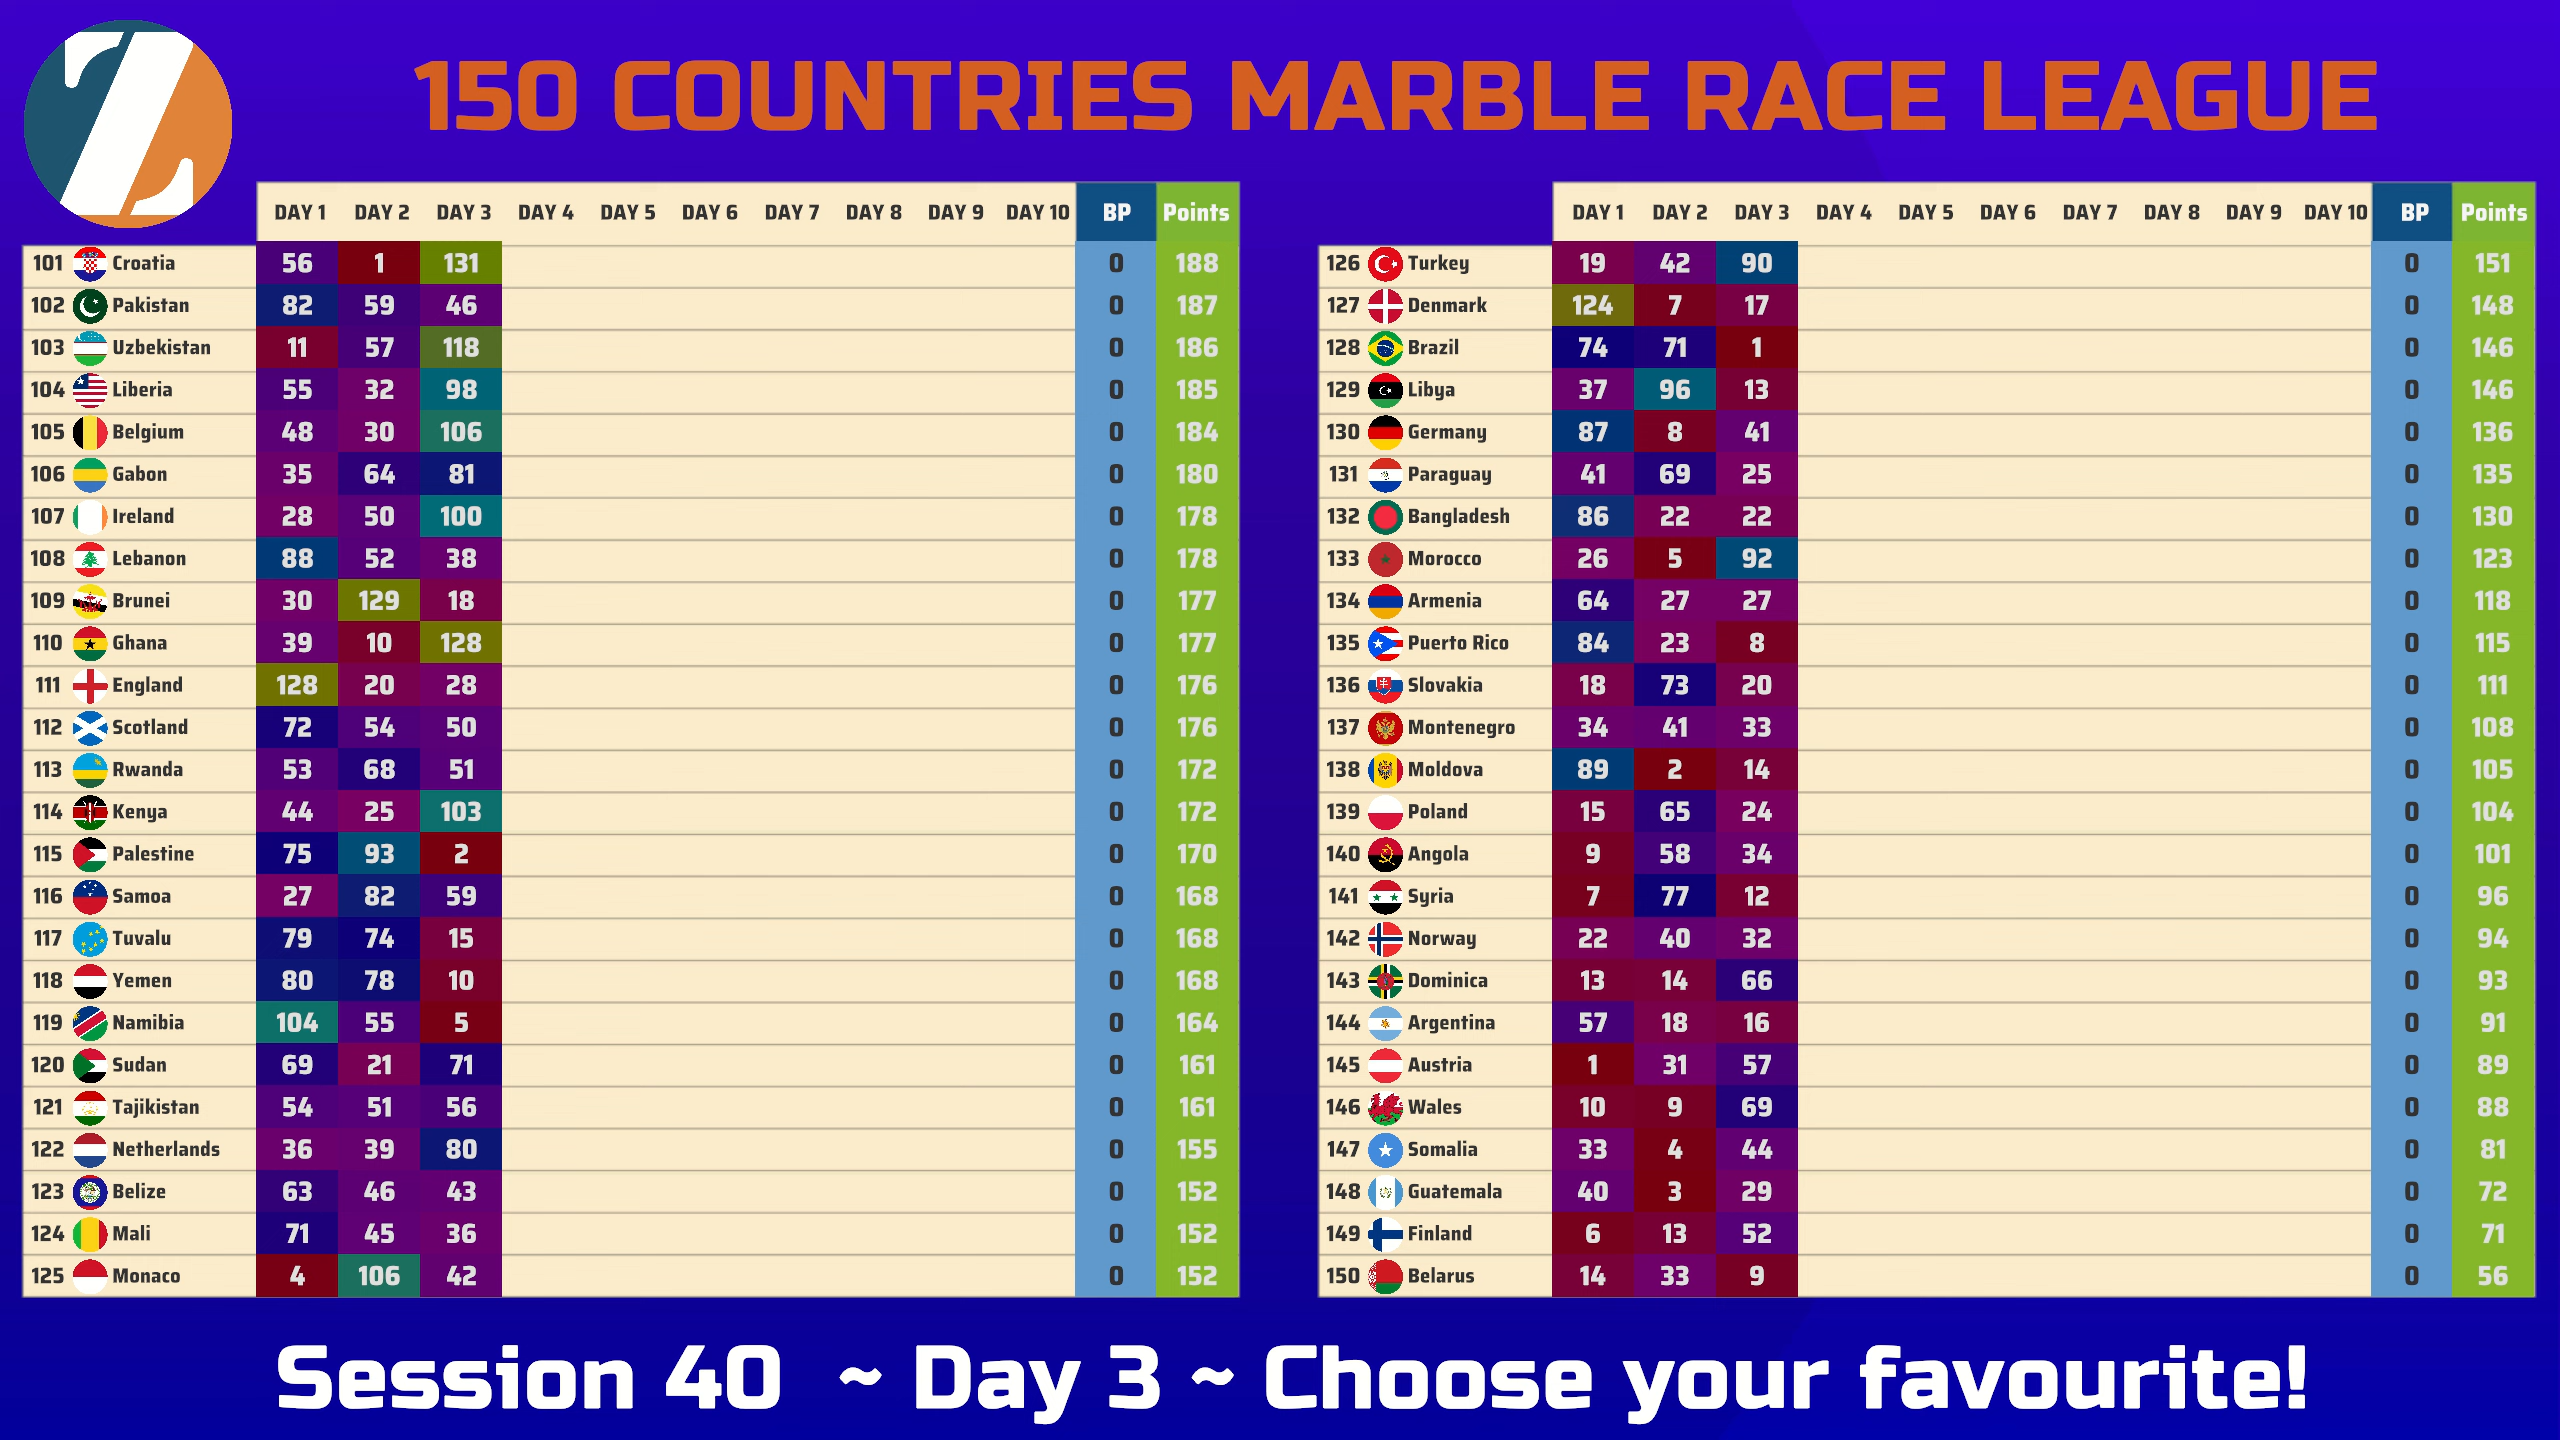 Z
150 COUNTRIES MARBLE RACE LEAGUE
DAY 1 DAY 2 DAY 3 DAY 4 DAY 5 DAY 6 DAY 7 DAY 8 DAY 9 DAY 10 BP Points
101 Croatia 56 1 131 0 188
102 Pakistan 82 59 46 0 187
103 Uzbekistan 11 57 118 0 186
104 Liberia 55 32 98 0 185
105 Belgium 48 30 106 0 184
106 Gabon 35 64 81 0 180
107 Ireland 28 50 100 0 178
108 Lebanon 88 52 38 0 178
109 Brunei 30 129 18 0 177
110 Ghana 39 10 128 0 177
111 England 128 20 28 0 176
112 Scotland 72 54 50 0 176
113 Rwanda 53 68 51 0 172
114 Kenya 44 25 103 0 172
115 Palestine 75 93 2 0 170
116 Samoa 27 82 59 0 168
117 Tuvalu 79 74 15 0 168
118 Yemen 80 78 10 0 168
119 Namibia 104 55 5 0 164
120 Sudan 69 21 71 0 161
121 Tajikistan 54 51 56 0 161
122 Netherlands 36 39 80 0 155
123 Belize 63 46 43 0 152
124 Mali 71 45 36 0 152
125 Monaco 4 106 42 0 152
DAY 1 DAY 2 DAY 3 DAY 4 DAY 5 DAY 6 DAY 7 DAY 8 DAY 9 DAY 10 BP Points
126 Turkey 19 42 90 0 151
127 Denmark 124 7 17 0 148
128 Brazil 74 71 1 0 146
129 Libya 37 96 13 0 146
130 Germany 87 8 41 0 136
131 Paraguay 41 69 25 0 135
132 Bangladesh 86 22 22 0 130
133 Morocco 26 5 92 0 123
134 Armenia 64 27 27 0 118
135 Puerto Rico 84 23 8 0 115
136 Slovakia 18 73 20 0 111
137 Montenegro 34 41 33 0 108
138 Moldova 89 2 14 0 105
139 Poland 15 65 24 0 104
140 Angola 9 58 34 0 101
141 Syria 7 77 12 0 96
142 Norway 22 40 32 0 94
143 Dominica 13 14 66 0 93
144 Argentina 57 18 16 0 91
145 Austria 1 31 57 0 89
146 Wales 10 9 69 0 88
147 Somalia 33 4 44 0 81
148 Guatemala 40 3 29 0 72
149 Finland 6 13 52 0 71
150 Belarus 14 33 9 0 56
Session 40 ~ Day 3 ~ Choose your favourite!